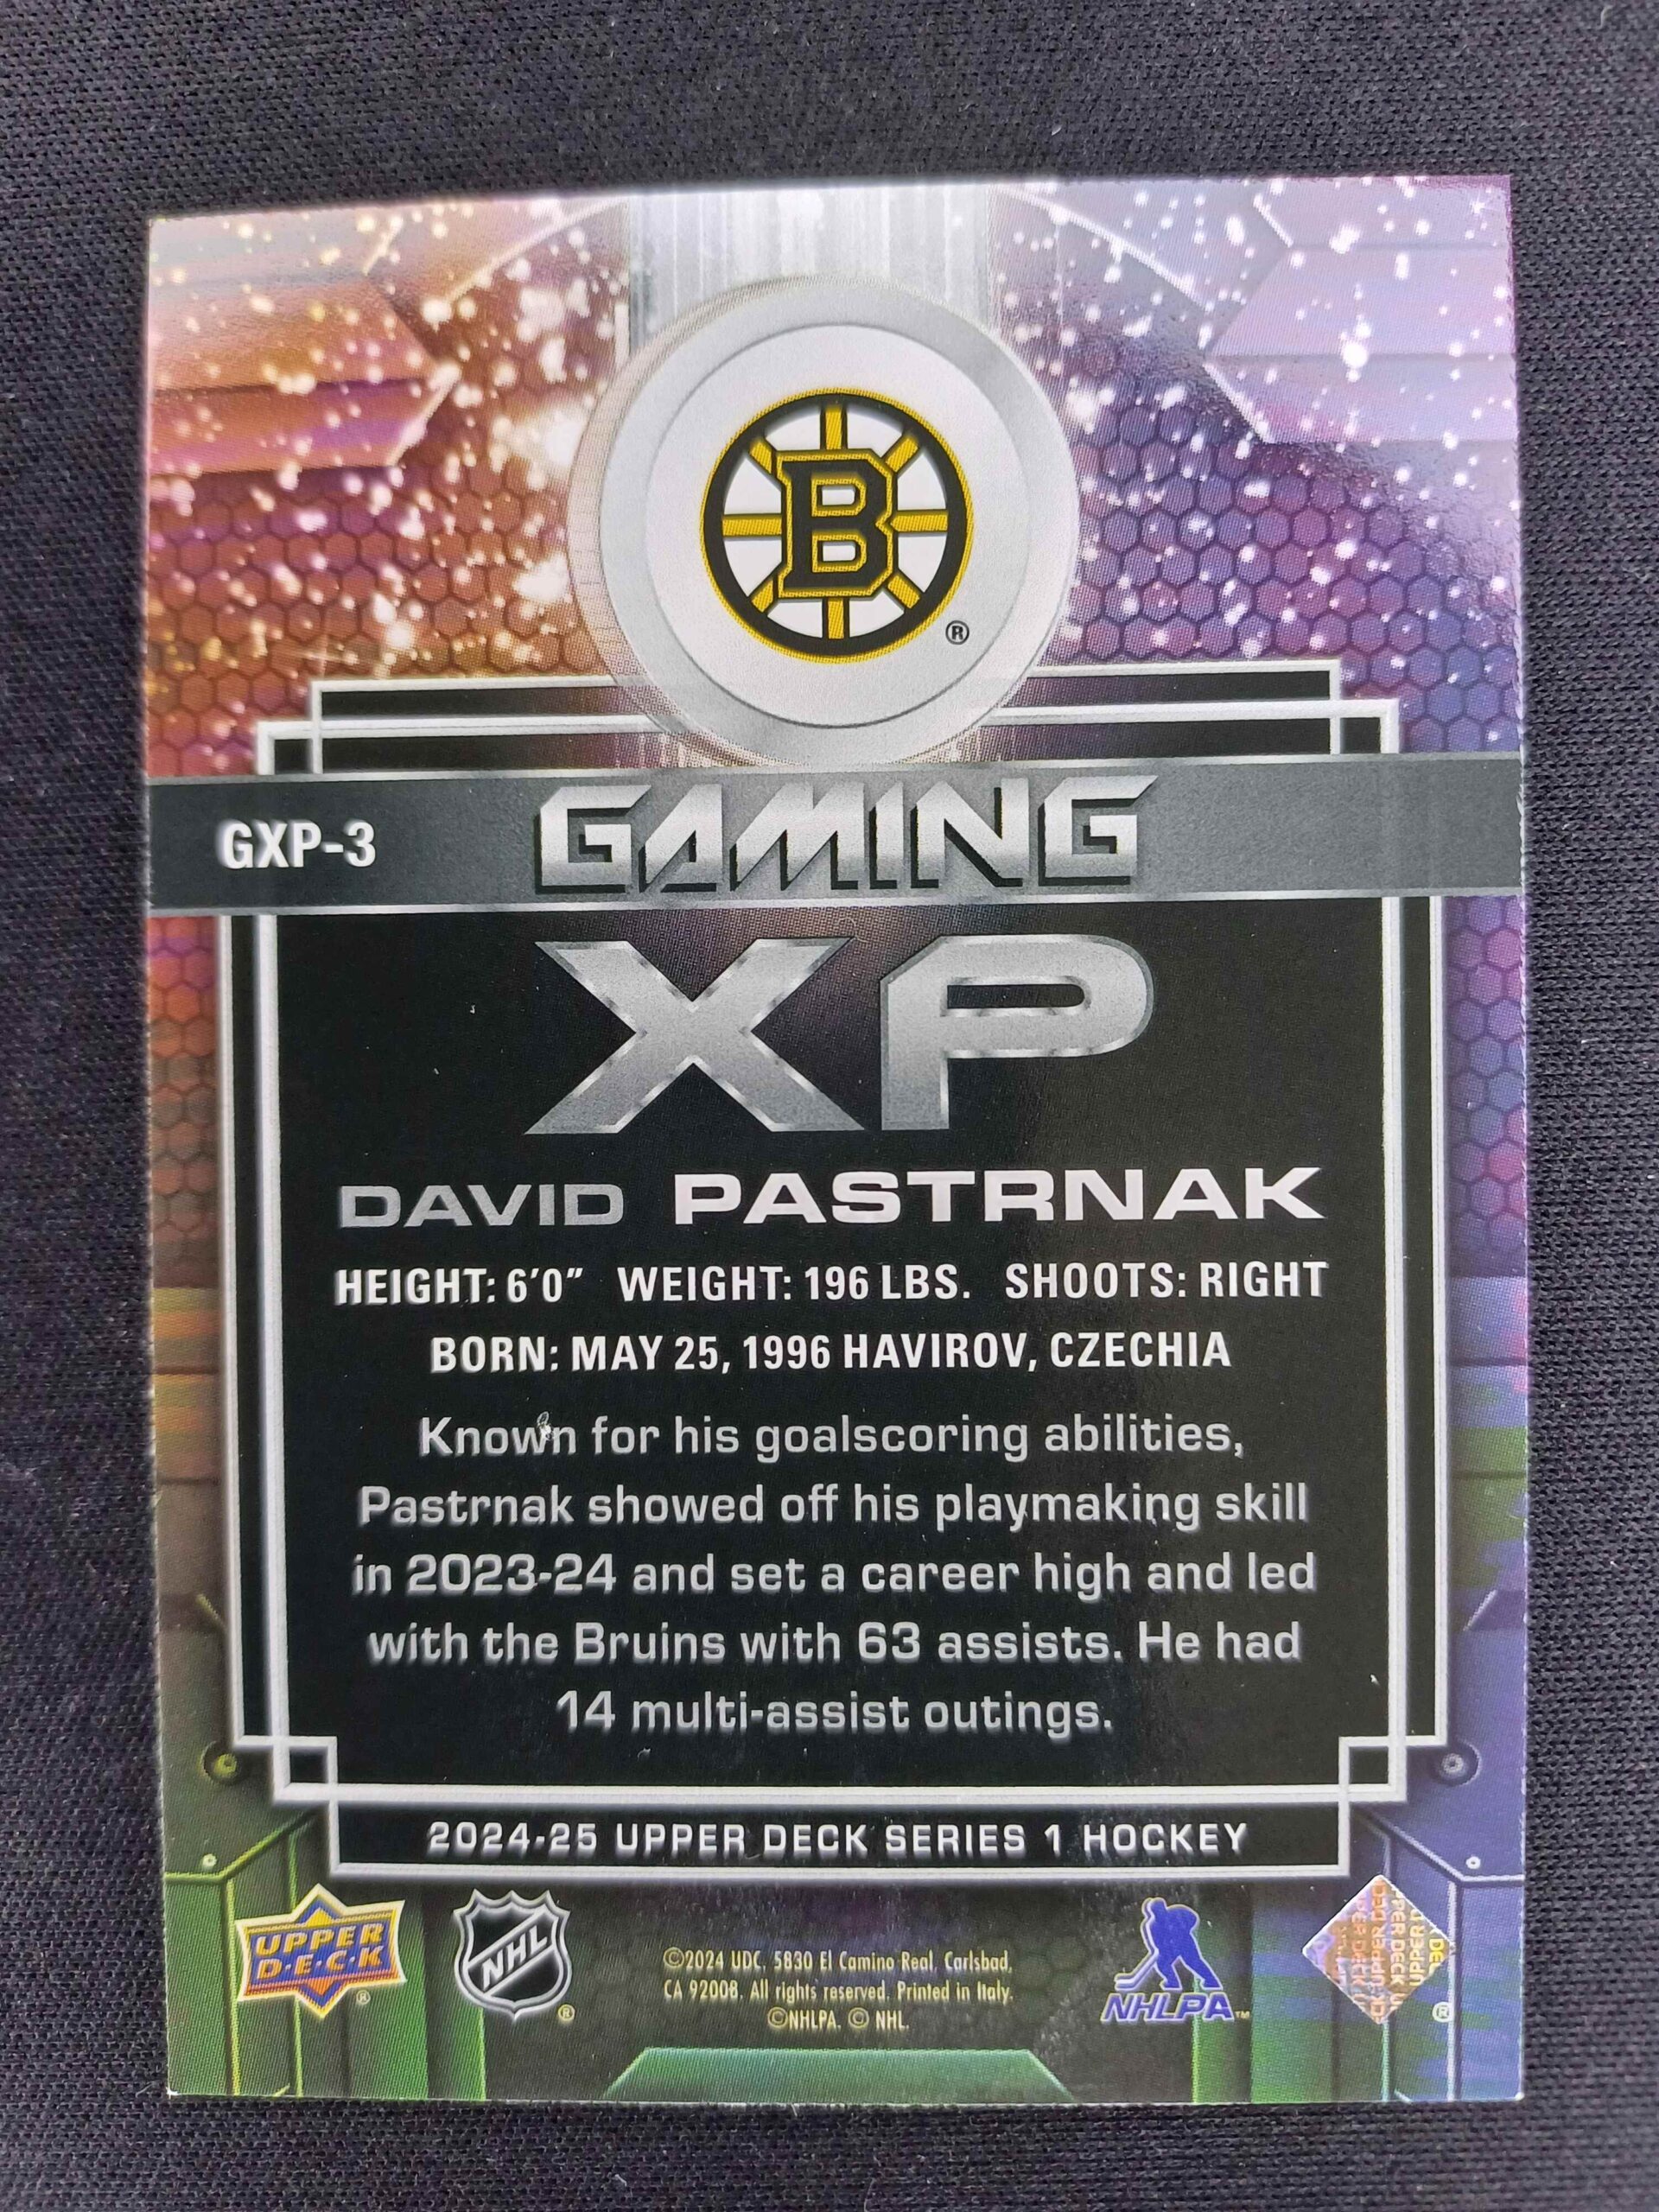 B
®
GXP-3
GAMING
XP
DAVID PASTRNAK
HEIGHT: 6'0" WEIGHT: 196 LBS. SHOOTS: RIGHT
BORN: MAY 25, 1996 HAVIROV, CZECHIA
Known for his goalscoring abilities,
Pastrnak showed off his playmaking skill
in 2023-24 and set a career high and led
with the Bruins with 63 assists. He had
14 multi-assist outings.
2024-25 UPPER DECK SERIES 1 HOCKEY
UPPER
D·E·C·K
®
NHL
®
©2024 UDC, 5830 El Camino Real, Carlsbad,
CA 92008. All rights reserved. Printed in Italy.
©NHLPA. © NHL.
NHLPA™
®